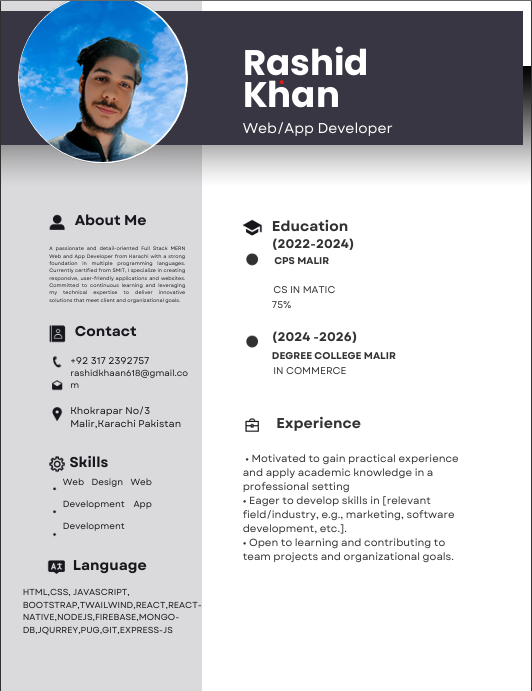 Rashid
Khan
Web/App Developer
About Me
A passionate and detail-oriented Full Stack MERN
Web and App Developer from Karachi with a strong
foundation in multiple programming languages.
Currently certified from SMIT, I specialize in creating
responsive, user-friendly applications and websites.
Committed to continuous learning and leveraging
my technical expertise to deliver innovative
solutions that meet client and organizational goals.
Contact
+92 317 2392757
rashidkhaan618@gmail.co
m
Khokrapar No/3
Malir,Karachi Pakistan
Skills
Web Design Web
•
Development App
•
Development
•
Language
HTML,CSS, JAVASCRIPT,
BOOTSTRAP,TWAILWIND,REACT,REACT-
NATIVE,NODEJS,FIREBASE,MONGO-
DB,JQURREY,PUG,GIT,EXPRESS-JS
Education
(2022-2024)
CPS MALIR
CS IN MATIC
75%
(2024 -2026)
DEGREE COLLEGE MALIR
IN COMMERCE
Experience
• Motivated to gain practical experience
and apply academic knowledge in a
professional setting
• Eager to develop skills in [relevant
field/industry, e.g., marketing, software
development, etc.].
• Open to learning and contributing to
team projects and organizational goals.